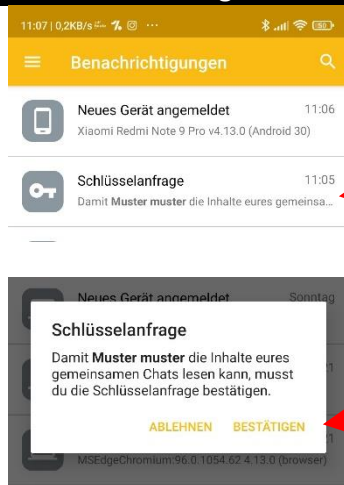 11:07 | 0,2KB/s ... 50
Benachrichtigungen
Neues Gerät angemeldet 11:06
Xiaomi Redmi Note 9 Pro v4.13.0 (Android 30)
Schlüsselanfrage 11:05
Damit Muster muster die Inhalte eures gemeinsa...
Neues Gerät angemeldet Sonntag
Schlüsselanfrage
Damit Muster muster die Inhalte eures
gemeinsamen Chats lesen kann, musst
du die Schlüsselanfrage bestätigen.
ABLEHNEN BESTÄTIGEN
MSEdgeChromium:96.0.1054.62 4.13.0 (browser)